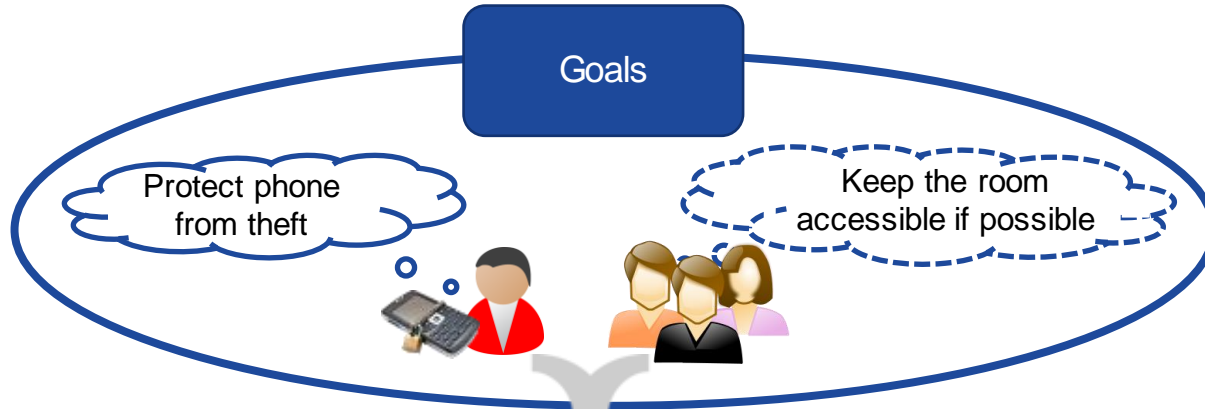 Goals
Protect phone
from theft
Keep the room
accessible if possible